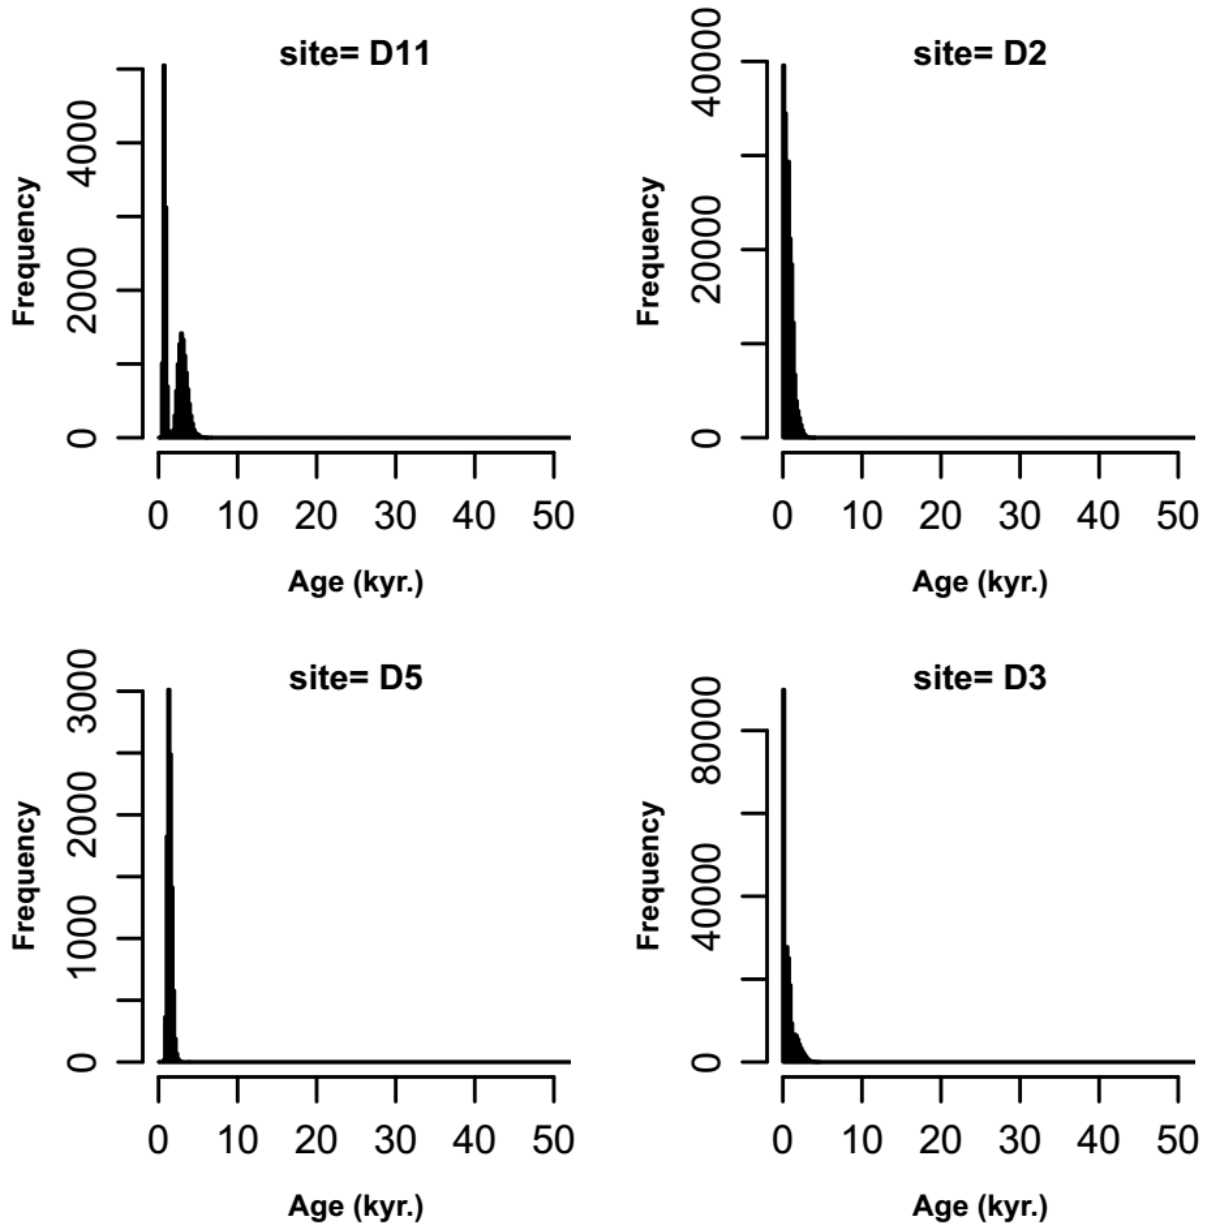 site= D11
Frequency
0
2000
4000
0 10 20 30 40 50
Age (kyr.)
site= D2
Frequency
0
20000
40000
0 10 20 30 40 50
Age (kyr.)
site= D5
Frequency
0
1000
2000
3000
0 10 20 30 40 50
Age (kyr.)
site= D3
Frequency
0
40000
80000
0 10 20 30 40 50
Age (kyr.)